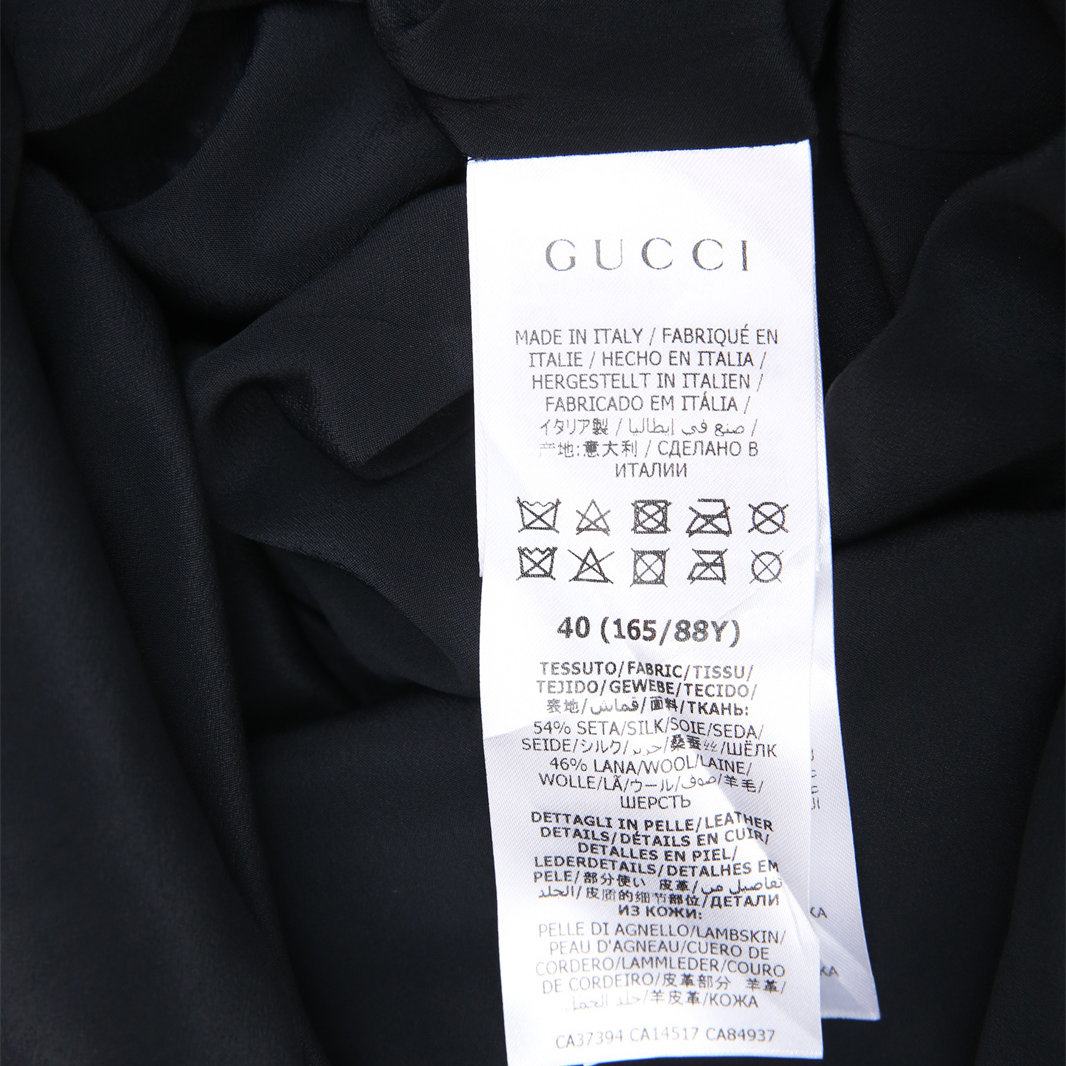 GUCCI
MADE IN ITALY / FABRIQUÉ EN
ITALIE / HECHO EN ITALIA /
HERGESTELLT IN ITALIEN /
FABRICADO EM ITÁLIA /
イタリア製 / صنع في إيطاليا /
产地:意大利 / СДЕЛАНО В
ИТАЛИИ
40 (165/88Y)
TESSUTO/FABRIC/TISSU/
TEJIDO/GEWEBE/TECIDO/
表地/قماش/面料/ТКАНЬ:
54% SETA/SILK/SOIE/SEDA/
SEIDE/シルク/حرير/桑蚕丝/ШЁЛК
46% LANA/WOOL/LAINE/
WOLLE/LÃ/ウール/صوف/羊毛/
ШЕРСТЬ
DETTAGLI IN PELLE/LEATHER
DETAILS/DÉTAILS EN CUIR/
DETALLES EN PIEL/
LEDERDETAILS/DETALHES EM
PELE/部分使い 皮革/تفاصيل من
الجلد/皮质的细节部位/ДЕТАЛИ
ИЗ КОЖИ:
PELLE DI AGNELLO/LAMBSKIN/
PEAU D'AGNEAU/CUERO DE
CORDERO/LAMMLEDER/COURO
DE CORDEIRO/皮革部分 羊革/
جلد الحمل/羊皮革/КОЖА
CA37394 CA14517 CA84937